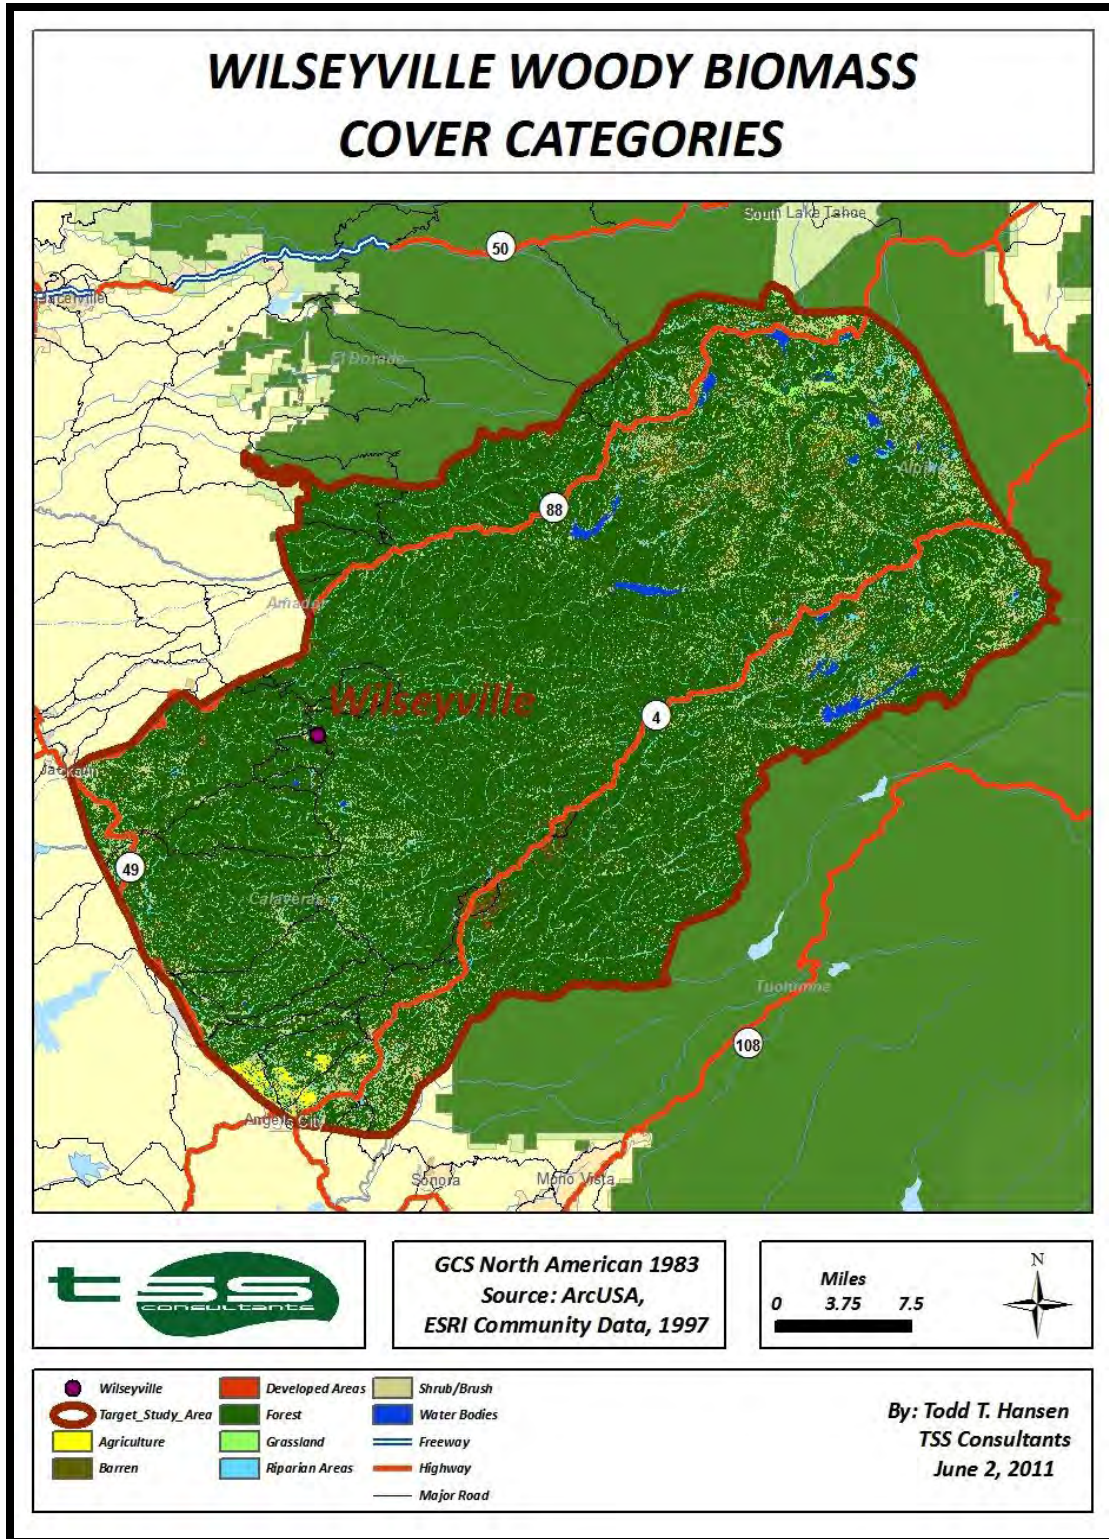 WILSEYVILLE WOODY BIOMASS
COVER CATEGORIES
South Lake Tahoe
50
El Dorado
Alpine
88
Amador
Wilseyville
4
Jackson
49
Calaveras
Tuolumne
108
Angels City
Sonora
Mono Vista
tss
consultants
GCS North American 1983
Source: ArcUSA,
ESRI Community Data, 1997
Miles
0 3.75 7.5
N
Wilseyville
Target_Study_Area
Agriculture
Barren
Developed Areas
Forest
Grassland
Riparian Areas
Shrub/Brush
Water Bodies
Freeway
Highway
Major Road
By: Todd T. Hansen
TSS Consultants
June 2, 2011